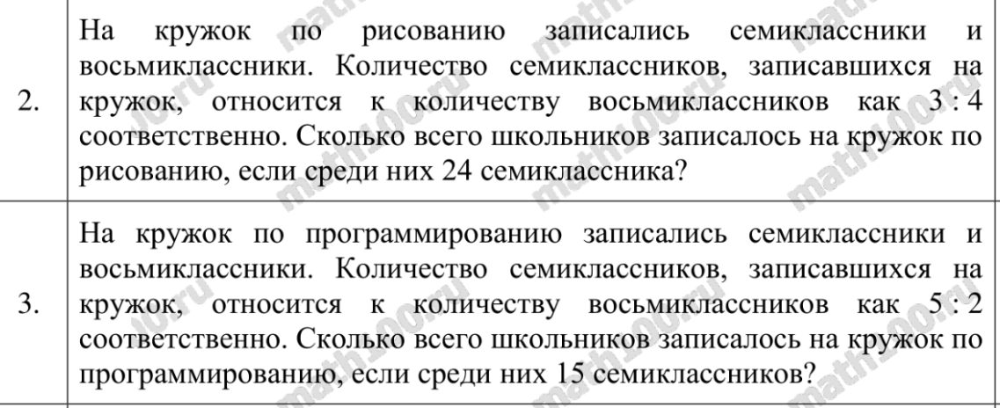 На кружок по рисованию записались семиклассники и
восьмиклассники. Количество семиклассников, записавшихся на
2. кружок, относится к количеству восьмиклассников как 3 : 4
соответственно. Сколько всего школьников записалось на кружок по
рисованию, если среди них 24 семиклассника?
На кружок по программированию записались семиклассники и
восьмиклассники. Количество семиклассников, записавшихся на
3. кружок, относится к количеству восьмиклассников как 5 : 2
соответственно. Сколько всего школьников записалось на кружок по
программированию, если среди них 15 семиклассников?